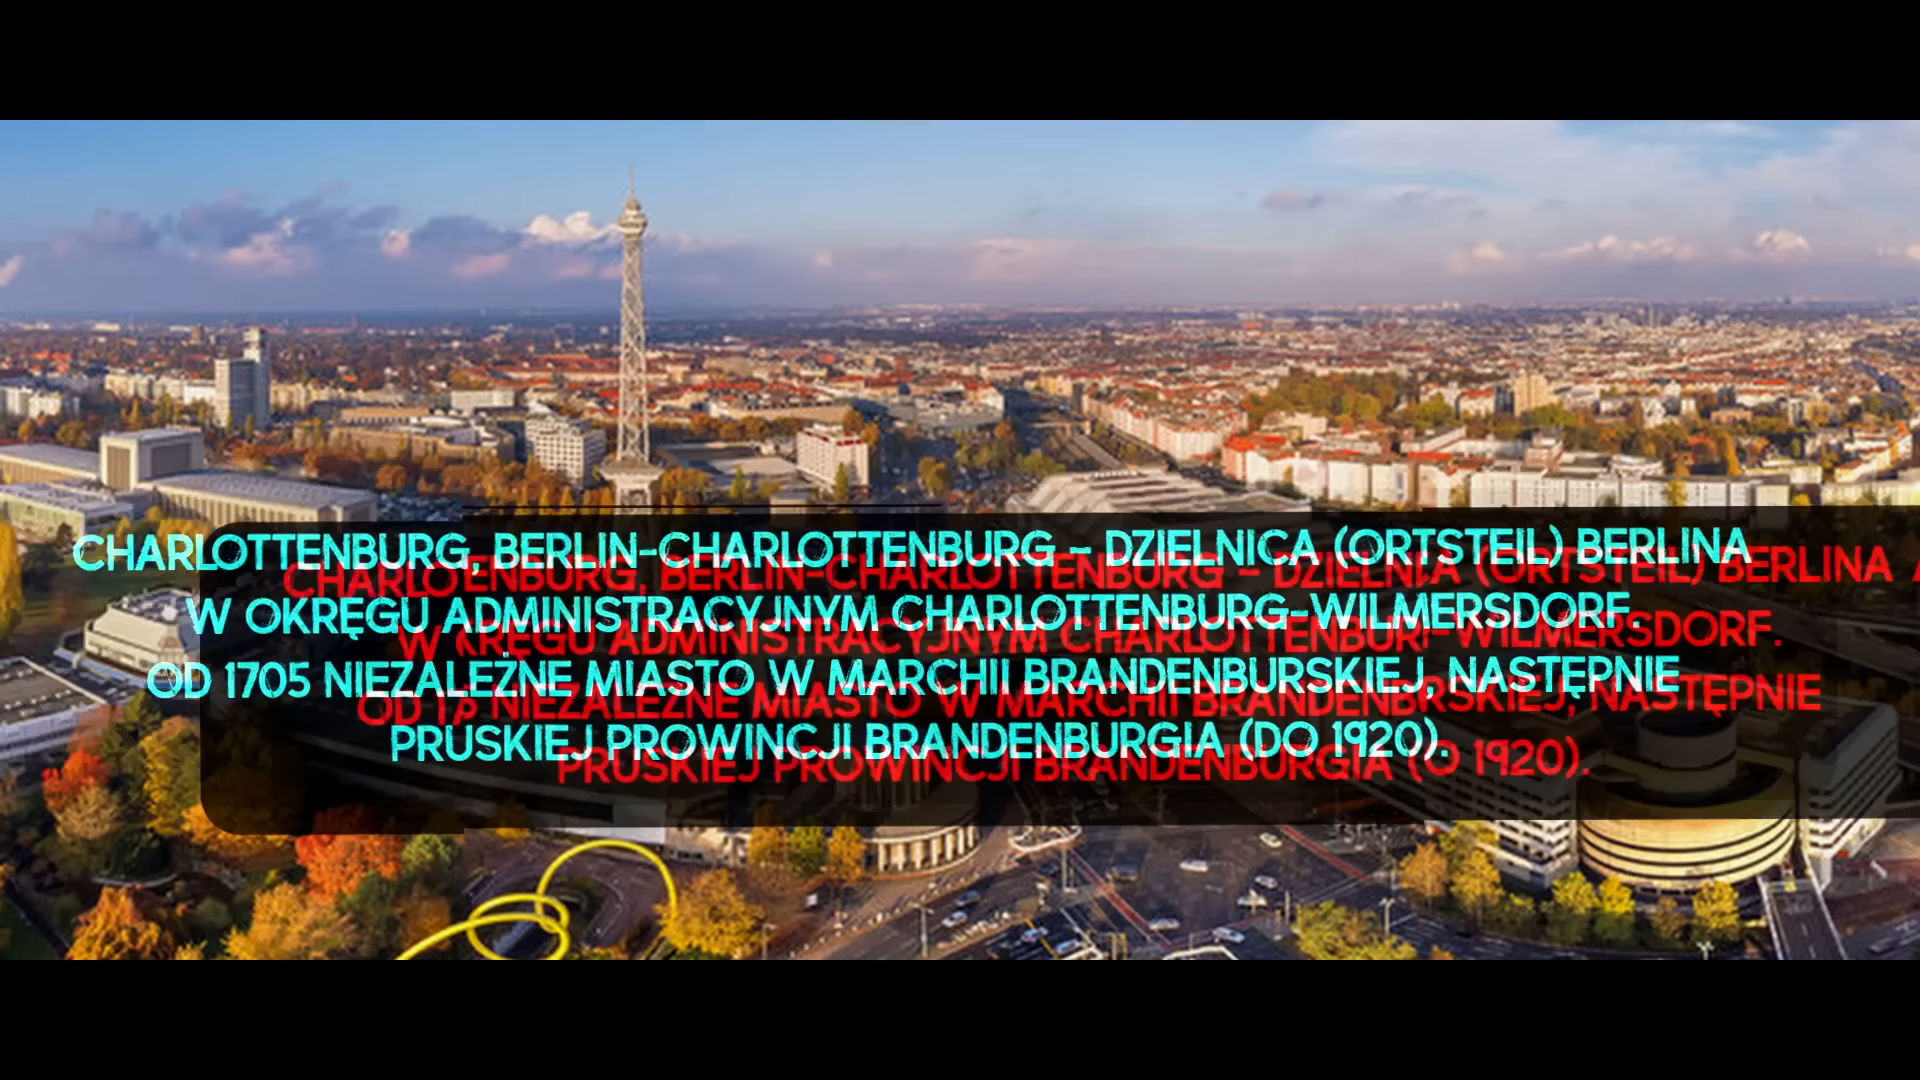 CHARLOTTENBURG, BERLIN-CHARLOTTENBURG – DZIELNICA (ORTSTEIL) BERLINA
W OKRĘGU ADMINISTRACYJNYM CHARLOTTENBURG-WILMERSDORF.
OD 1705 NIEZALEŻNE MIASTO W MARCHII BRANDENBURSKIEJ, NASTĘPNIE
PRUSKIEJ PROWINCJI BRANDENBURGIA (DO 1920).